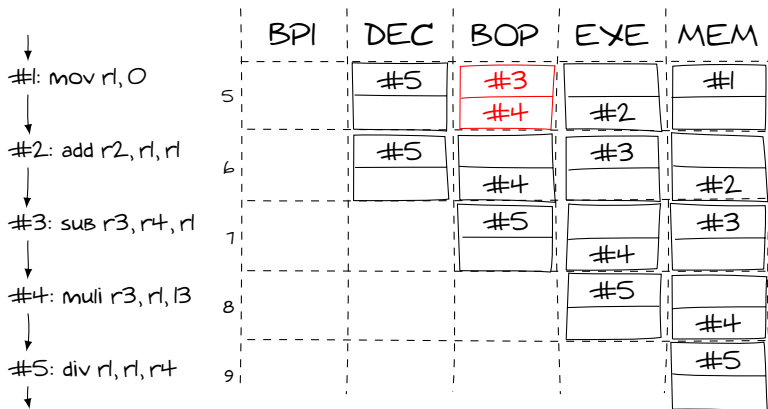 BPI DEC BOP EXE MEM
#1: mov r1, 0
5 #5 #3 #1
#4 #2
#2: add r2, r1, r1
6 #5 #3
#4 #2
#3: sub r3, r4, r1
7 #5 #3
#4
#4: muli r3, r1, 13
8 #5
#4
#5: div r1, r1, r4
9 #5